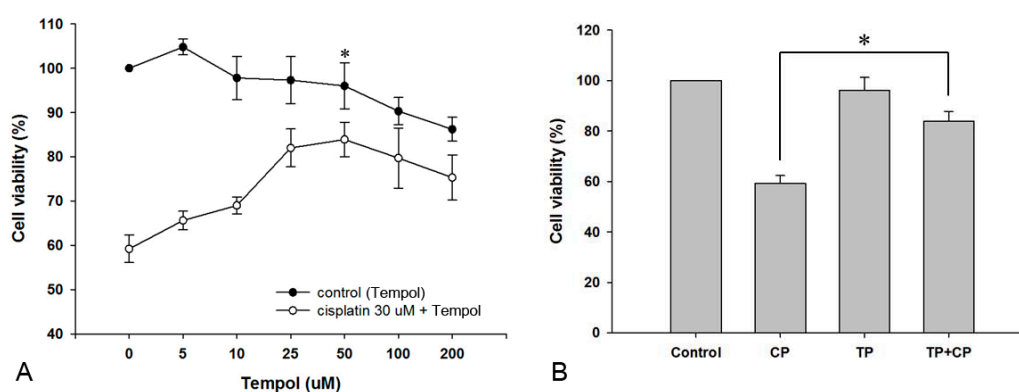 110
100
90
80
70
60
50
40
Cell viability (%)
*
control (Tempol)
cisplatin 30 uM + Tempol
0 5 10 25 50 100 200
Tempol (uM)
A
120
100
80
60
40
20
0
Cell viability (%)
*
Control CP TP TP+CP
B